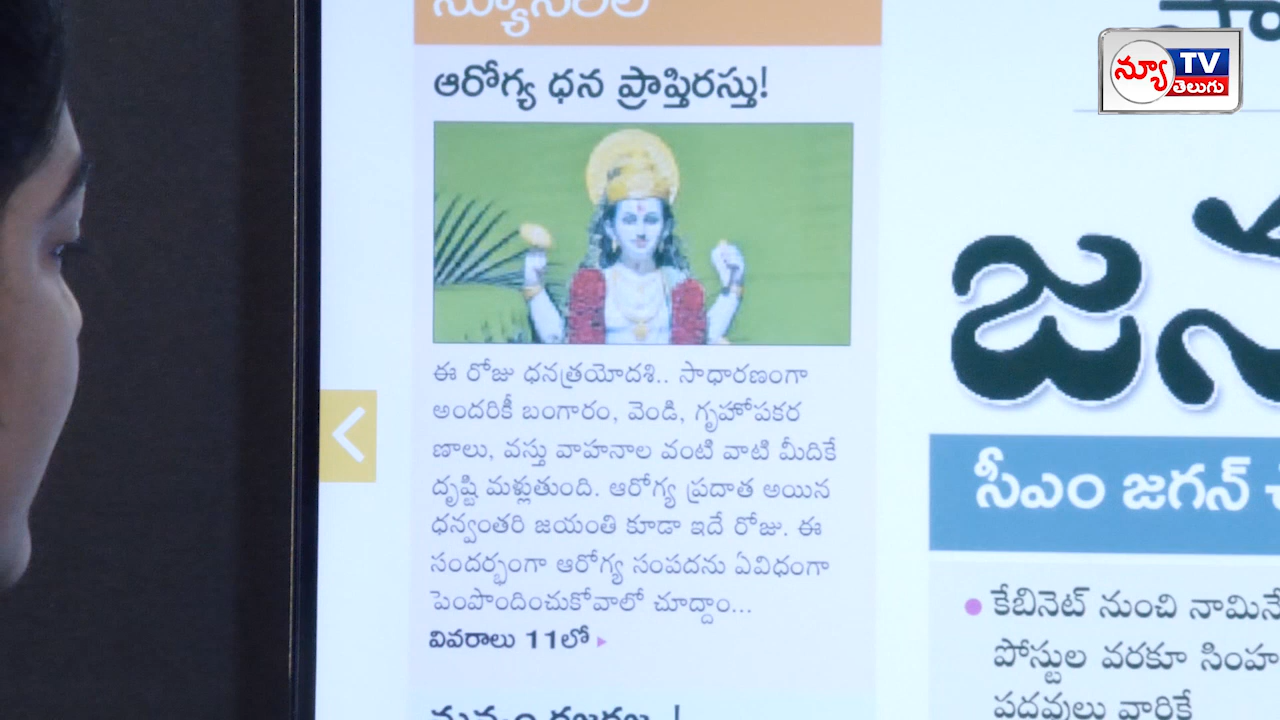 న్యూ
TV
తెలుగు
ఆరోగ్య ధన ప్రాప్తిరస్తు!
ఈ రోజు ధనత్రయోదశి.. సాధారణంగా
అందరికీ బంగారం, వెండి, గృహోపకర
ణాలు, వస్తు వాహనాల వంటి వాటి మీదికే
దృష్టి మళ్లుతుంది. ఆరోగ్య ప్రదాత అయిన
ధన్వంతరి జయంతి కూడా ఇదే రోజు. ఈ
సందర్భంగా ఆరోగ్య సంపదను ఏవిధంగా
పెంపొందించుకోవాలో చూద్దాం...
వివరాలు 11లో
జన
సీఎం జగన్
కేబినెట్ నుంచి నామినే
పోస్టుల వరకూ సింహ
పదవులు వారికే